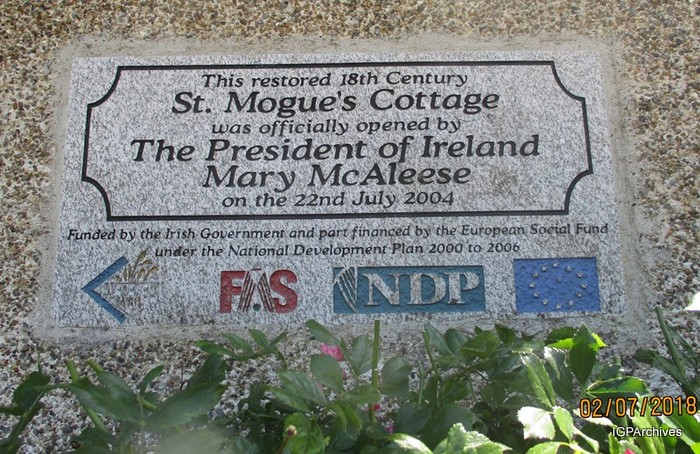 This restored 18th Century
St. Mogue's Cottage
was officially opened by
The President of Ireland
Mary McAleese
on the 22nd July 2004
Funded by the Irish Government and part financed by the European Social Fund
under the National Development Plan 2000 to 2006
FÁS
NDP
02/07/2018
IGPArchives